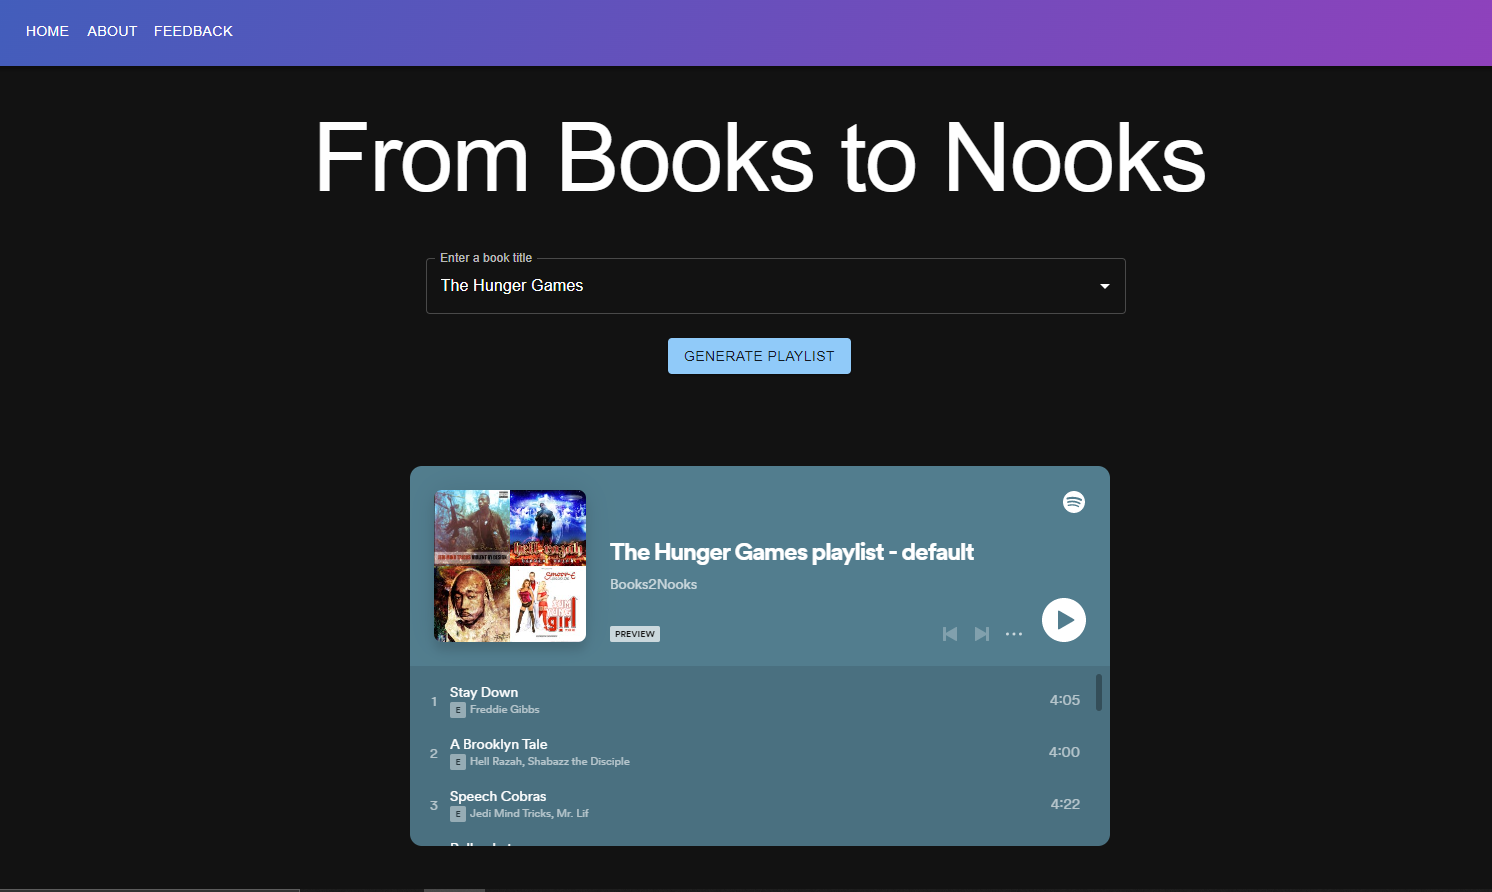 HOME ABOUT FEEDBACK
From Books to Nooks
Enter a book title
The Hunger Games
GENERATE PLAYLIST
The Hunger Games playlist - default
Books2Nooks
PREVIEW
1 Stay Down 4:05
E Freddie Gibbs
2 A Brooklyn Tale 4:00
E Hell Razah, Shabazz the Disciple
3 Speech Cobras 4:22
E Jedi Mind Tricks, Mr. Lif